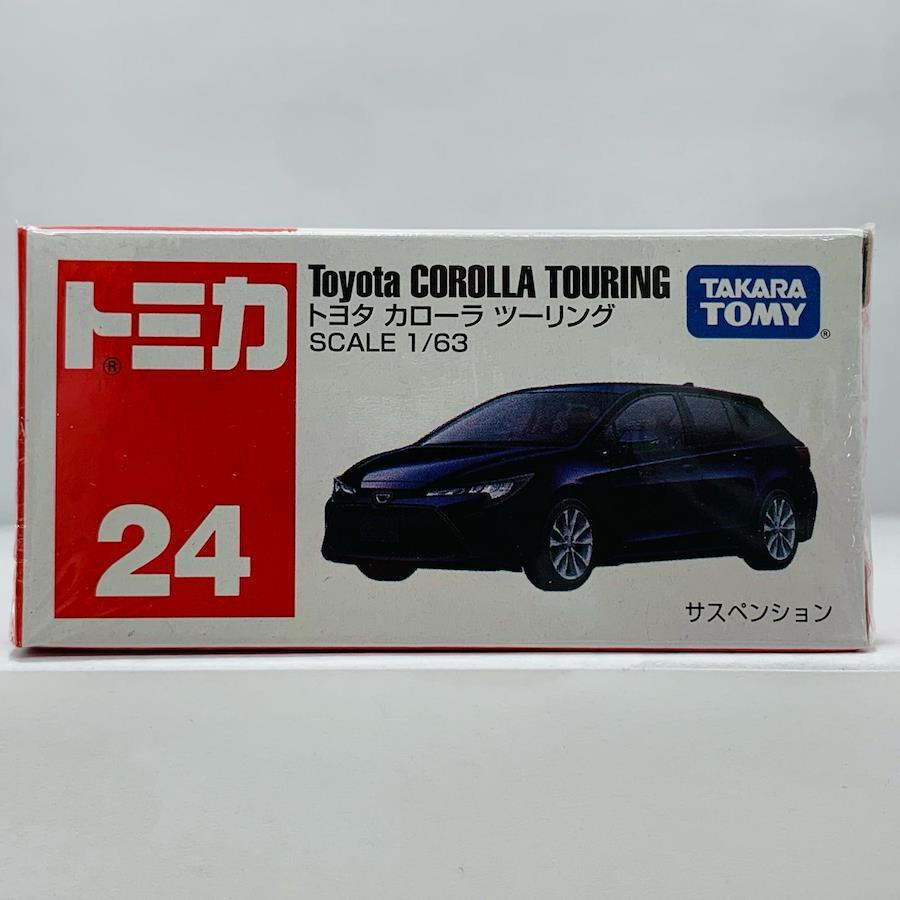 トミカ®
24
Toyota COROLLA TOURING
トヨタ カローラ ツーリング
SCALE 1/63
TAKARA
TOMY®
サスペンション